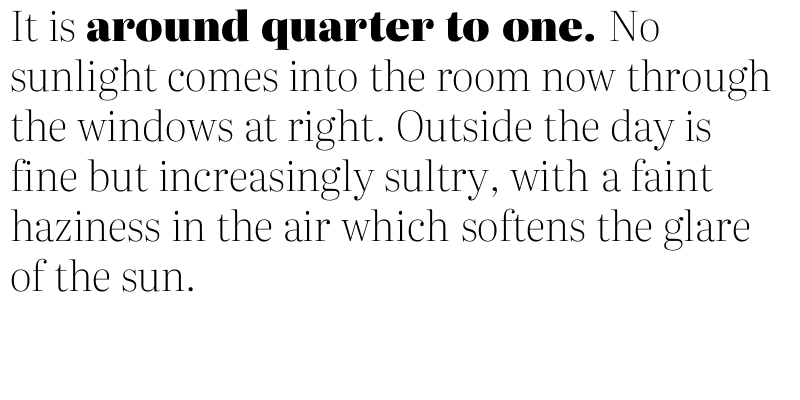 It is around quarter to one. No
sunlight comes into the room now through
the windows at right. Outside the day is
fine but increasingly sultry, with a faint
haziness in the air which softens the glare
of the sun.